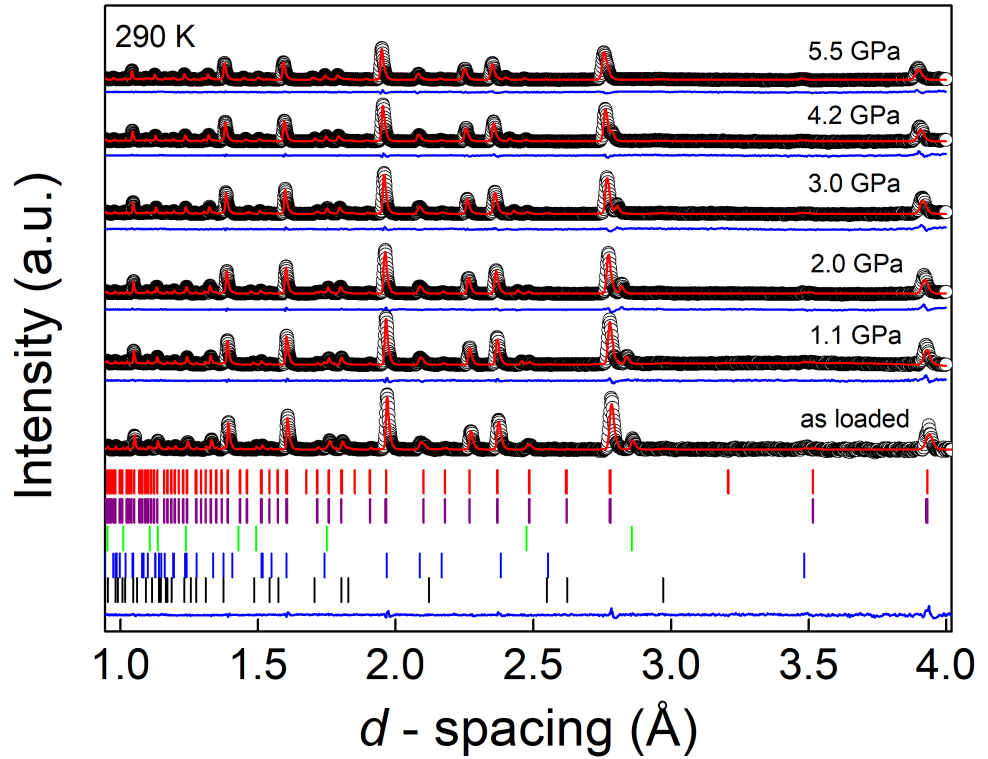 290 K
5.5 GPa
4.2 GPa
3.0 GPa
2.0 GPa
1.1 GPa
as loaded
Intensity (a.u.)
1.0 1.5 2.0 2.5 3.0 3.5 4.0
d - spacing (Å)